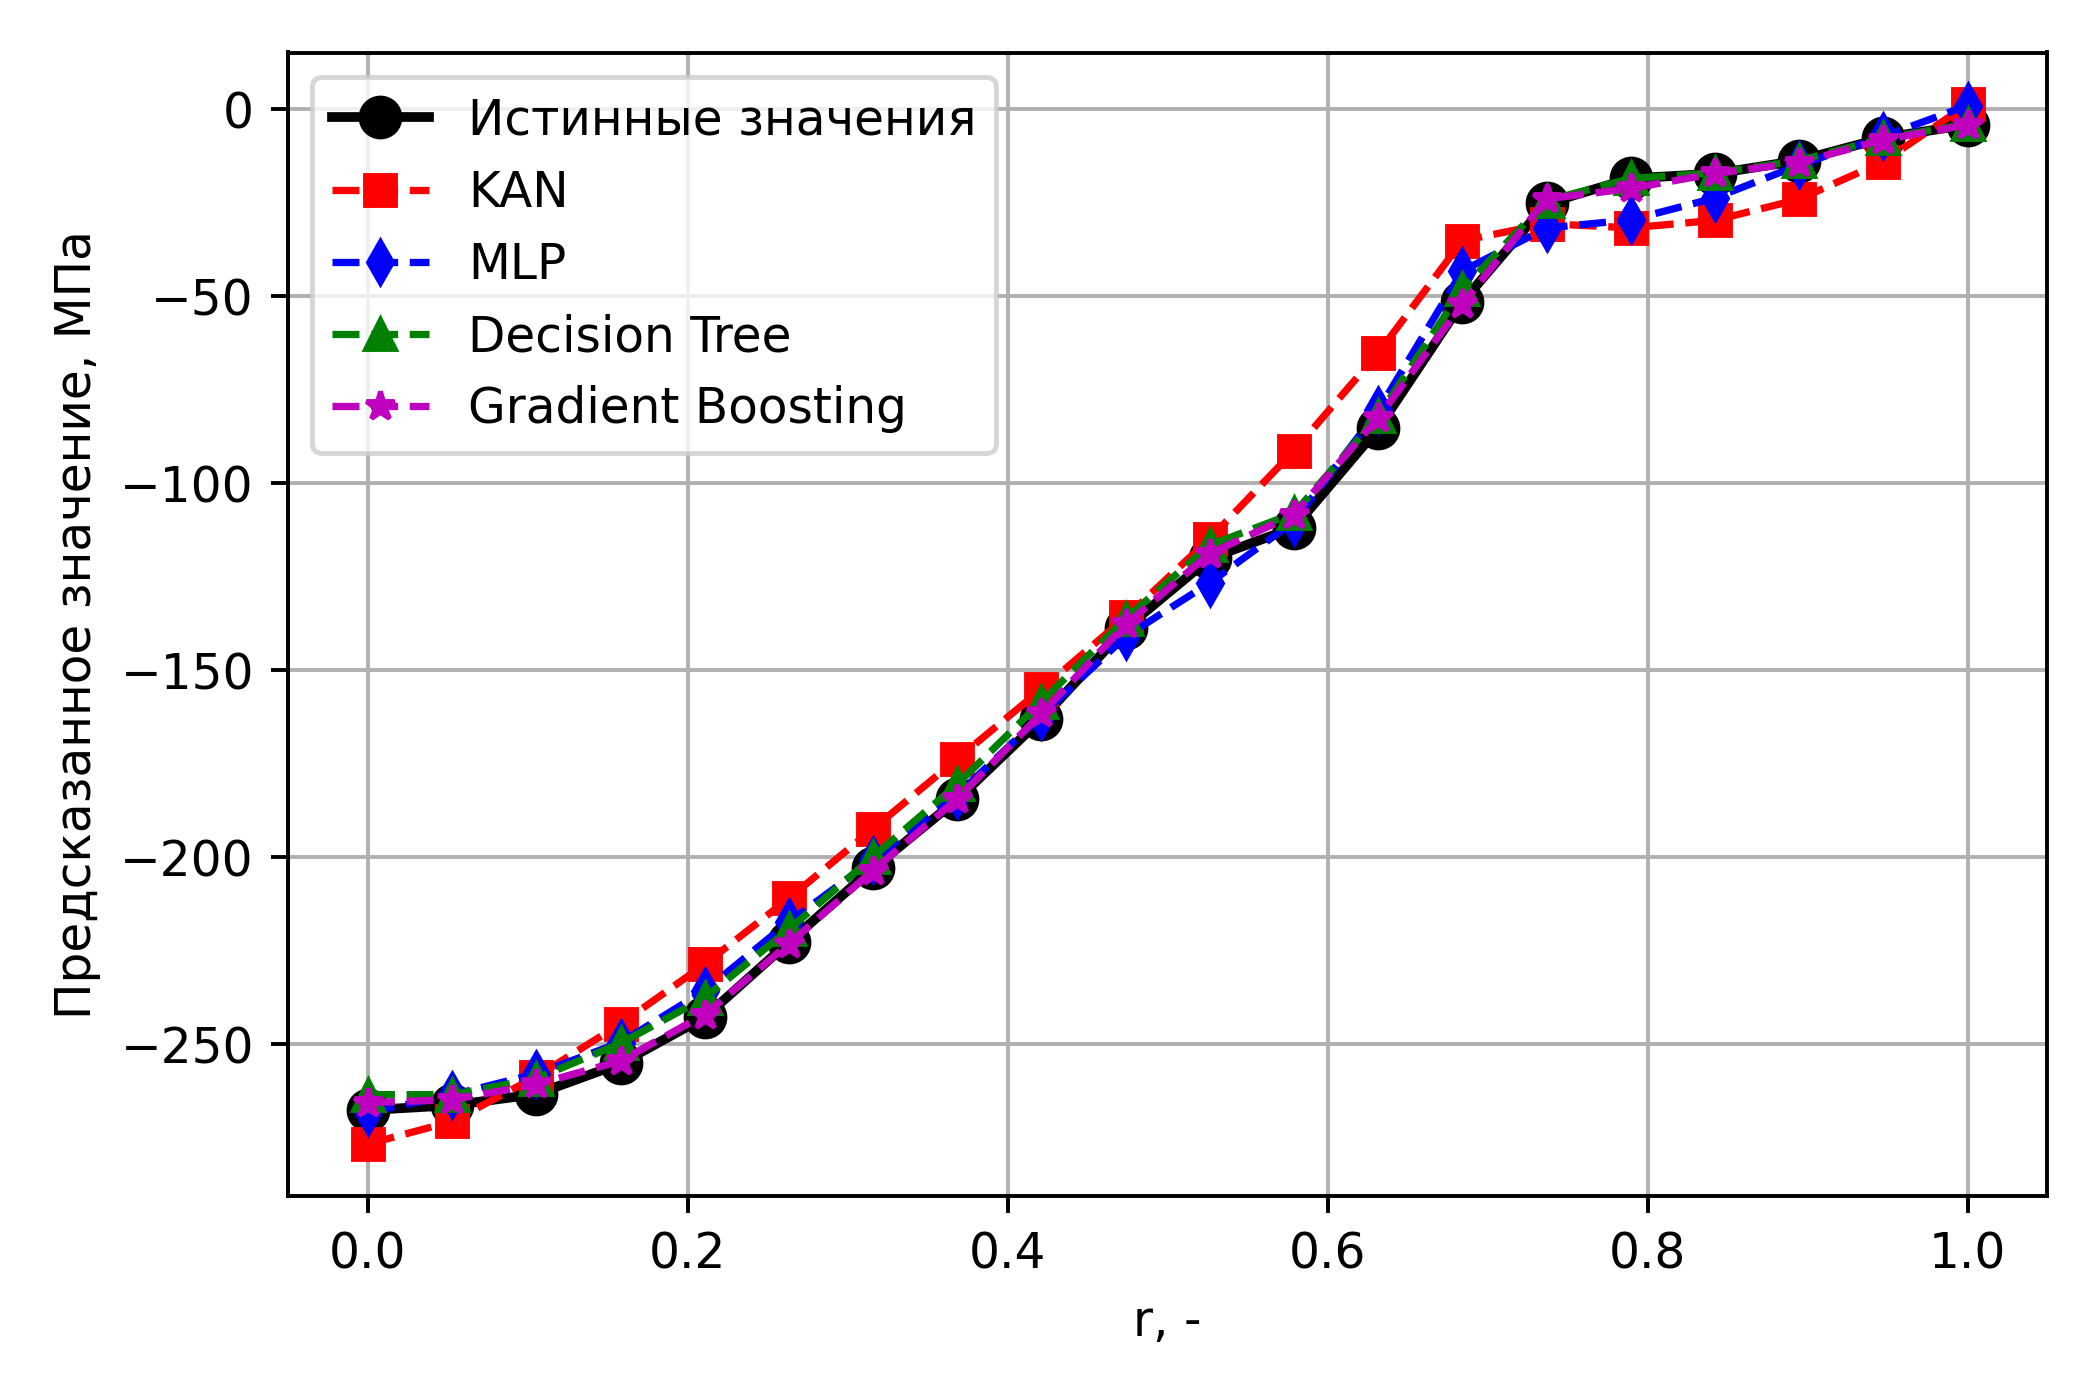 Истинные значения
KAN
MLP
Decision Tree
Gradient Boosting
Предсказанное значение, МПа
0
−50
−100
−150
−200
−250
0.0 0.2 0.4 0.6 0.8 1.0
r, -